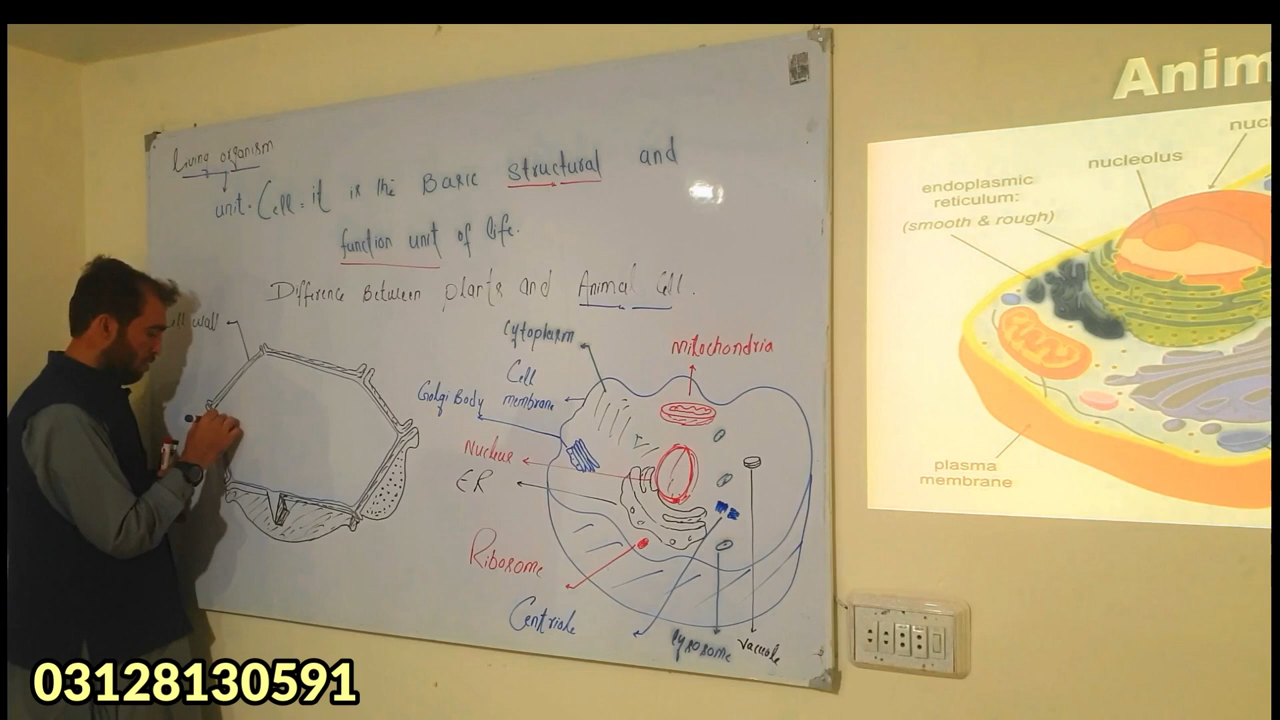 Living organism
unit. Cell. it is the Basic structural and
function unit of life.
Difference Between plants and Animal Cell.
ell wall
Cytoplasm
Cell
membrane
Golgi Body
Nucleus
ER
Ribosome
Centriole
Lysosome
Vacuole
Mitochondria
Anim
nucl
nucleolus
endoplasmic
reticulum:
(smooth & rough)
plasma
membrane
03128130591